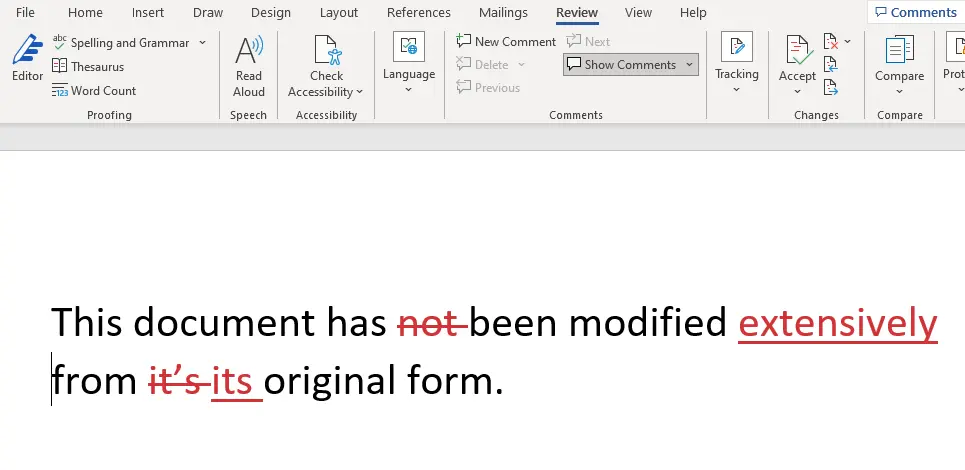 File Home Insert Draw Design Layout References Mailings Review View Help Comments
abc Spelling and Grammar
Thesaurus
123 Word Count
Editor
Proofing
Read Aloud
Speech
Check Accessibility
Accessibility
Language
New Comment Next
Delete Show Comments
Previous
Comments
Tracking
Accept
Changes
Compare
Compare
This document has not been modified extensively
from it’s its original form.